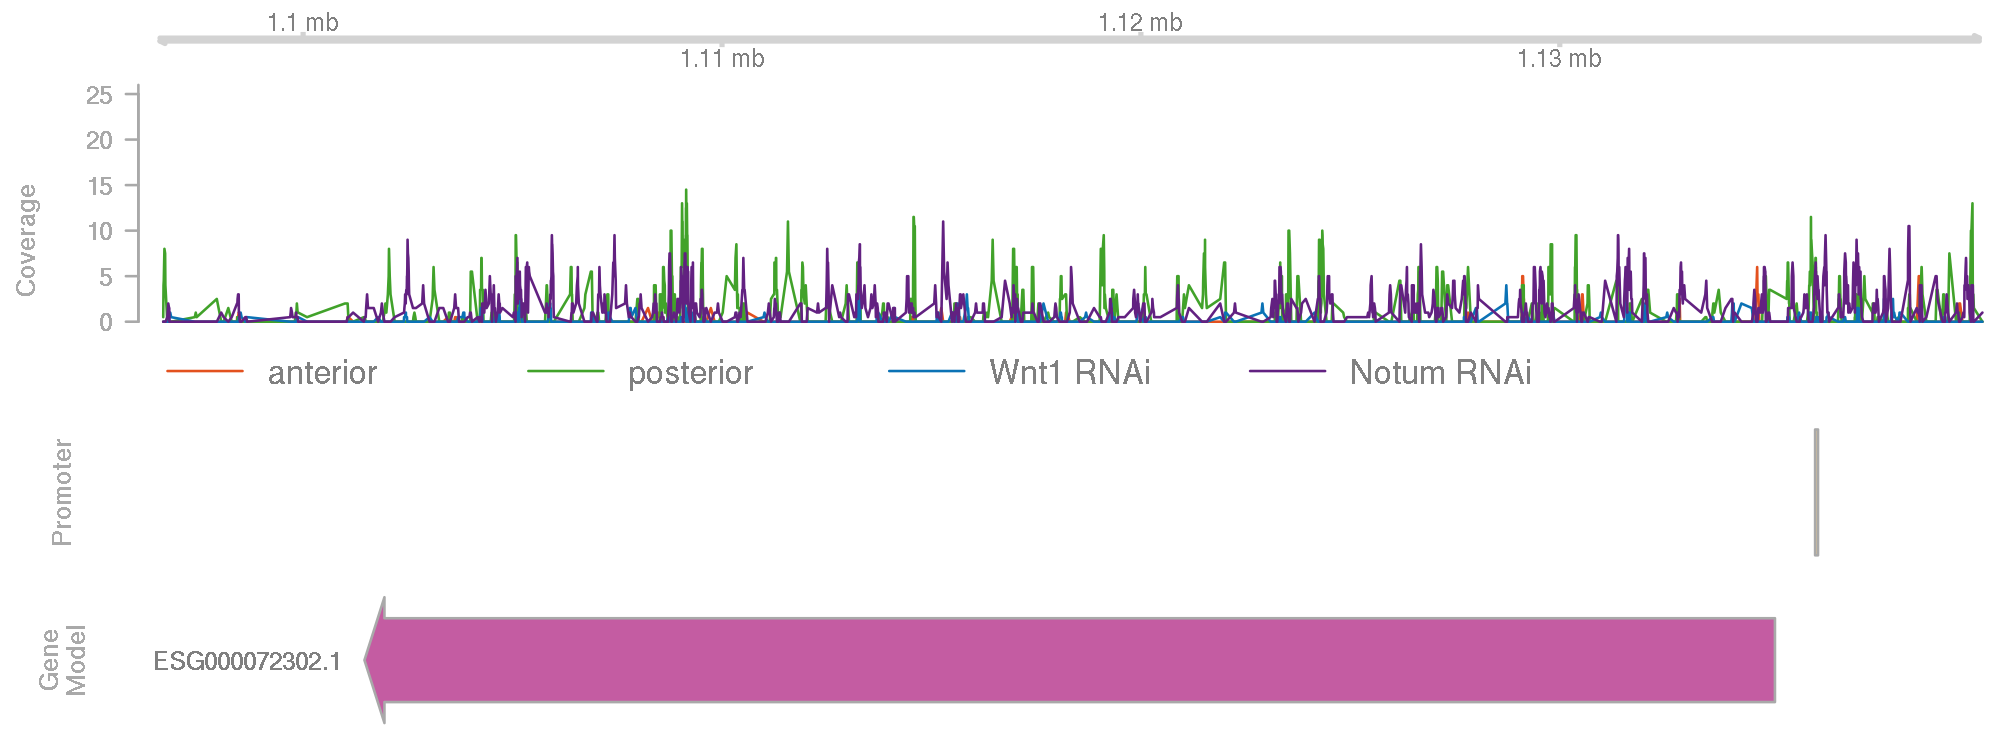 1.1 mb
1.12 mb
1.11 mb
1.13 mb
25
20
15
10
5
0
Coverage
anterior posterior Wnt1 RNAi Notum RNAi
Promoter
Gene
Model
ESG000072302.1